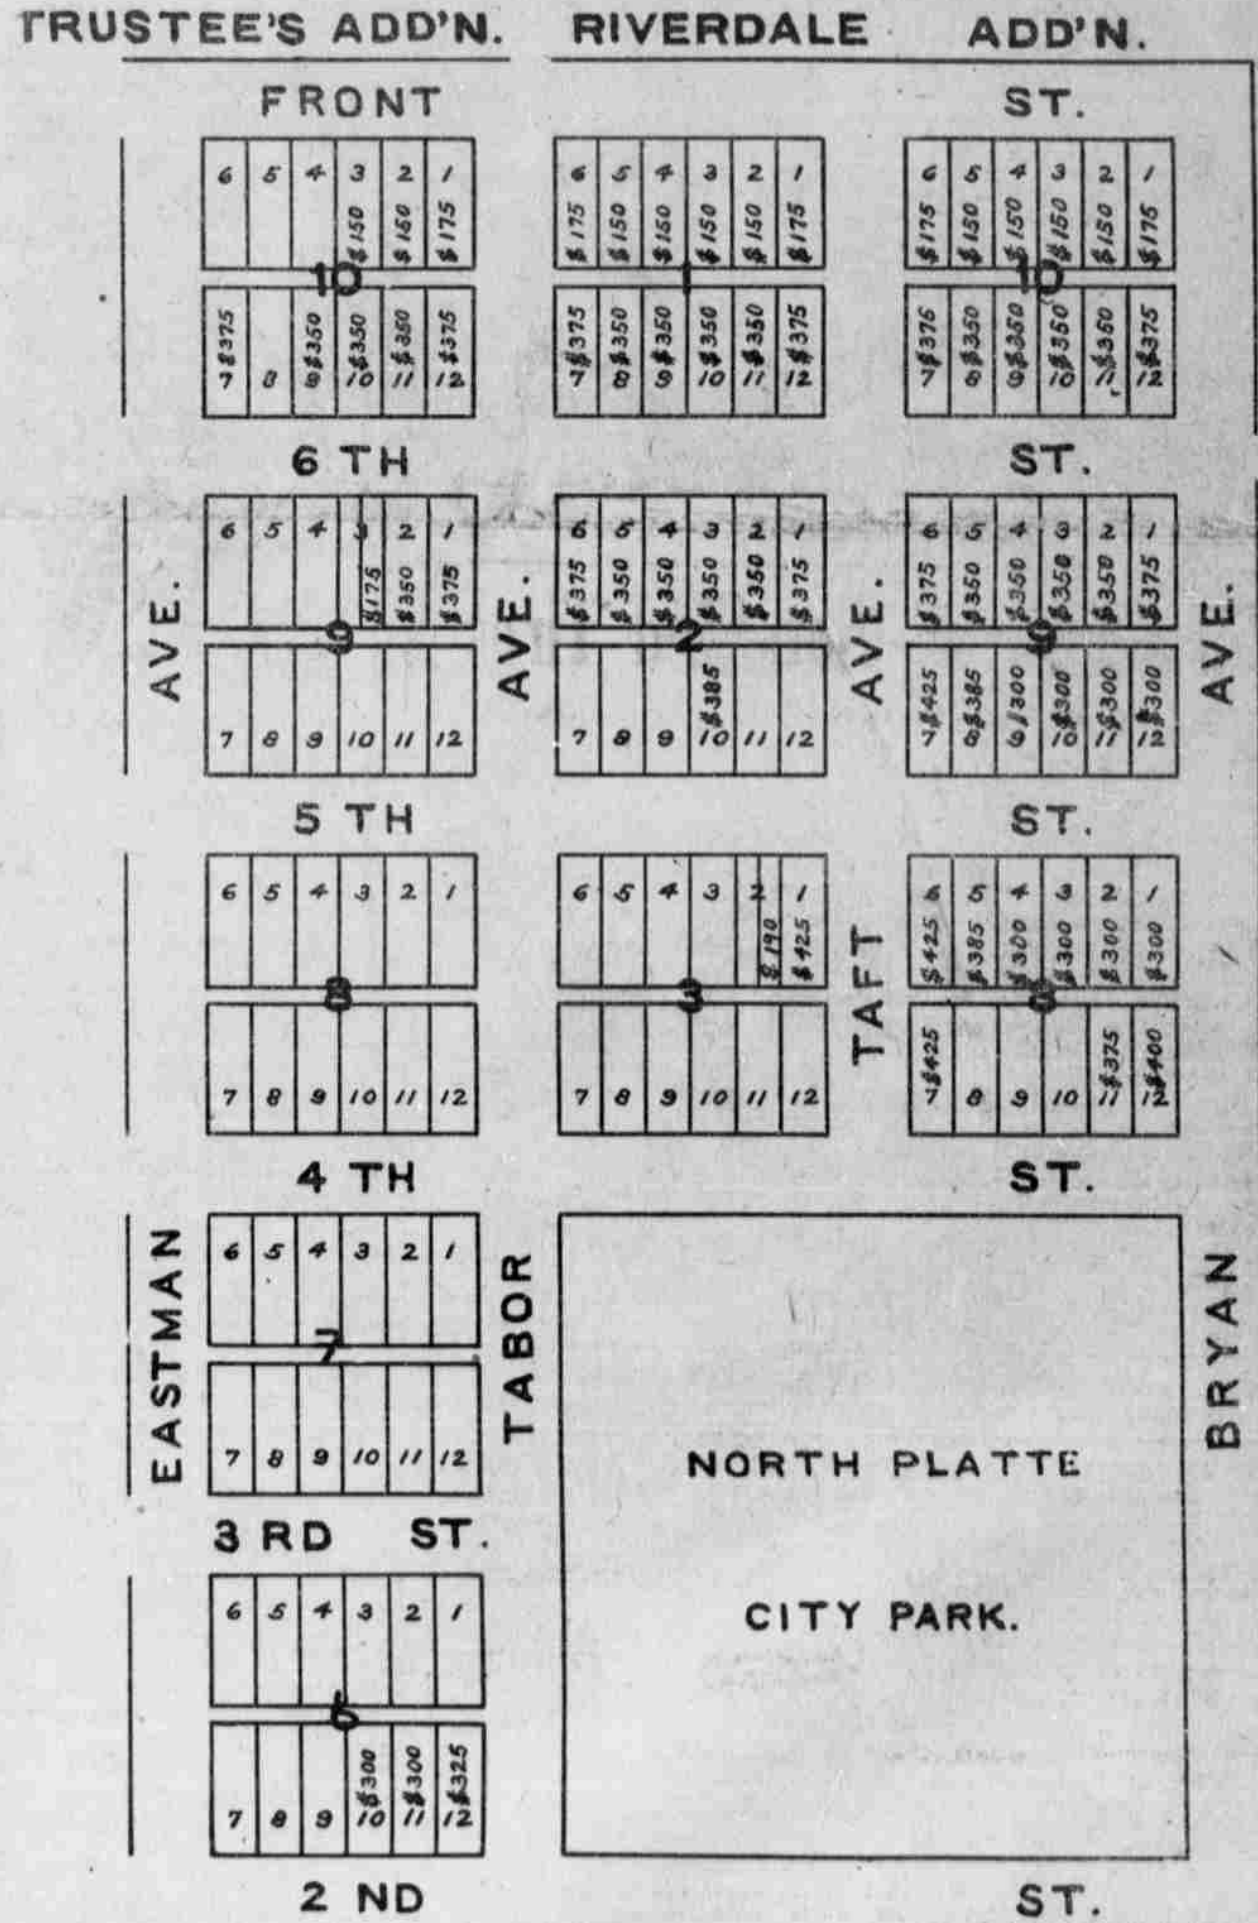 TRUSTEE'S ADD'N. RIVERDALE ADD'N.
FRONT ST.
6 5 4 3 2 1
$150 $150 $175
10
$375 $350 $350 $350 $375
7 8 9 10 11 12
6 5 4 3 2 1
$175 $150 $150 $150 $150 $175
1
$375 $350 $350 $350 $350 $375
7 8 9 10 11 12
6 5 4 3 2 1
$175 $150 $150 $150 $150 $175
10
$375 $350 $350 $350 $350 $375
7 8 9 10 11 12
6 TH ST.
6 5 4 3 2 1
$175 $350 $375
9
7 8 9 10 11 12
6 5 4 3 2 1
$375 $350 $350 $350 $350 $375
2
$385
7 8 9 10 11 12
6 5 4 3 2 1
$375 $350 $350 $350 $350 $375
9
$425 $385 $300 $300 $300 $300
7 8 9 10 11 12
AVE. AVE. AVE. AVE.
5 TH ST.
6 5 4 3 2 1
8
7 8 9 10 11 12
6 5 4 3 2 1
$190 $425
3
7 8 9 10 11 12
TAFT
6 5 4 3 2 1
$425 $385 $300 $300 $300 $300
8
$425 $375 $400
7 8 9 10 11 12
4 TH ST.
EASTMAN
6 5 4 3 2 1
7
7 8 9 10 11 12
TABOR
BRYAN
NORTH PLATTE
CITY PARK.
3 RD ST.
6 5 4 3 2 1
6
$300 $300 $325
7 8 9 10 11 12
2 ND ST.